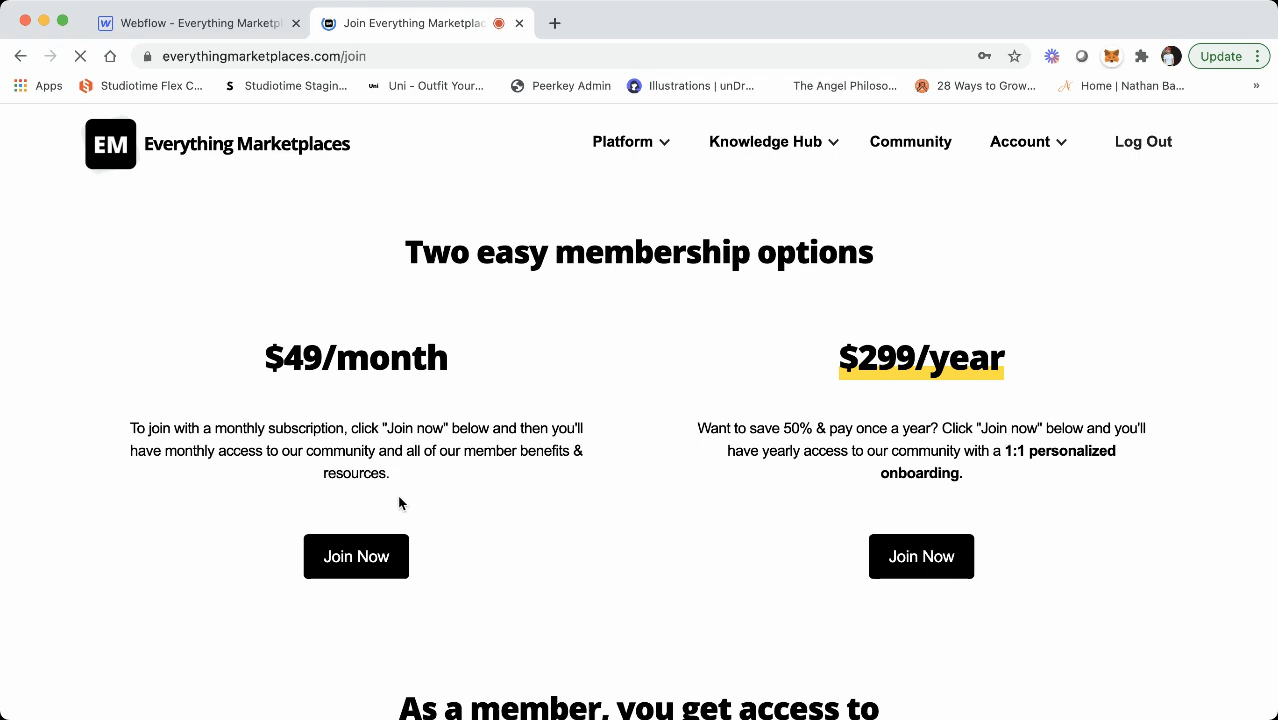 Webflow - Everything Marketpl
Join Everything Marketplac
everythingmarketplaces.com/join
Update
Apps
Studiotime Flex C...
S
Studiotime Stagin...
Uni
Uni - Outfit Your...
Peerkey Admin
Illustrations | unDr...
The Angel Philoso...
28 Ways to Grow...
Home | Nathan Ba...
»
EM
Everything Marketplaces
Platform
Knowledge Hub
Community
Account
Log Out
Two easy membership options
$49/month
To join with a monthly subscription, click "Join now" below and then you'll
have monthly access to our community and all of our member benefits &
resources.
Join Now
$299/year
Want to save 50% & pay once a year? Click "Join now" below and you'll
have yearly access to our community with a 1:1 personalized
onboarding.
Join Now
As a member, you get access to